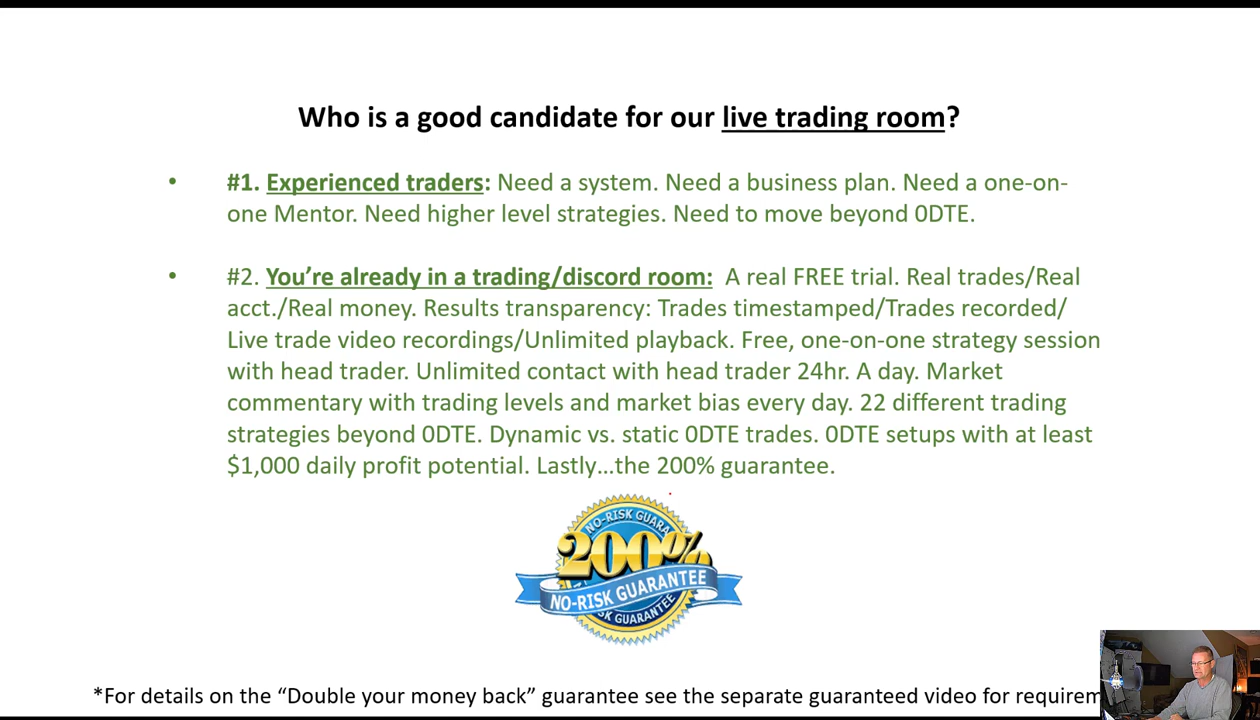 Who is a good candidate for our live trading room?
• #1. Experienced traders: Need a system. Need a business plan. Need a one-on-
one Mentor. Need higher level strategies. Need to move beyond 0DTE.
• #2. You’re already in a trading/discord room: A real FREE trial. Real trades/Real
acct./Real money. Results transparency: Trades timestamped/Trades recorded/
Live trade video recordings/Unlimited playback. Free, one-on-one strategy session
with head trader. Unlimited contact with head trader 24hr. A day. Market
commentary with trading levels and market bias every day. 22 different trading
strategies beyond 0DTE. Dynamic vs. static 0DTE trades. 0DTE setups with at least
$1,000 daily profit potential. Lastly…the 200% guarantee.
NO-RISK GUARA
200%
NO-RISK GUARANTEE
SK GUARANTEE
*For details on the “Double your money back” guarantee see the separate guaranteed video for requirem